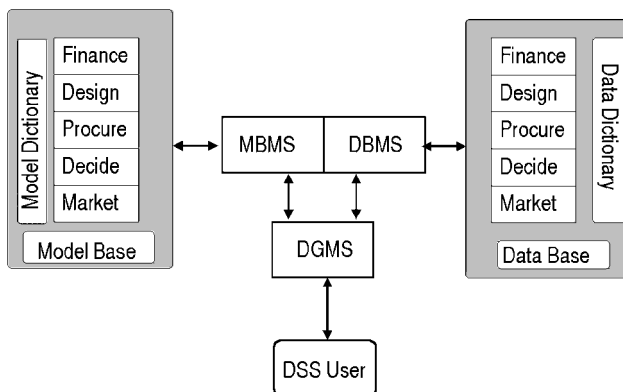 Model Dictionary
Finance
Design
Procure
Decide
Market
Model Base
MBMS
DBMS
DGMS
DSS User
Finance
Design
Procure
Decide
Market
Data Dictionary
Data Base